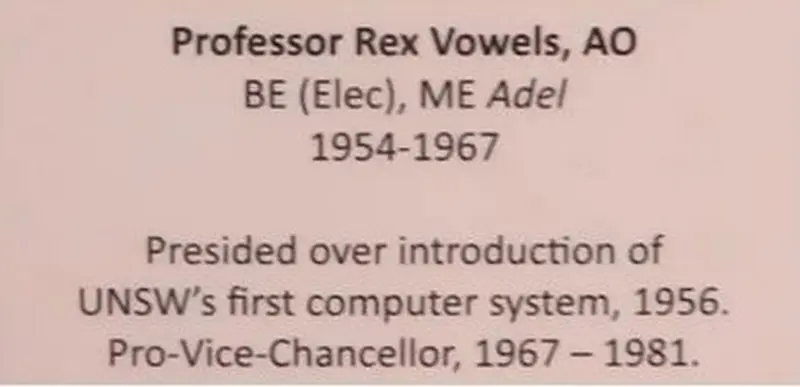 Professor Rex Vowels, AO
BE (Elec), ME Adel
1954-1967
Presided over introduction of
UNSW’s first computer system, 1956.
Pro-Vice-Chancellor, 1967 – 1981.